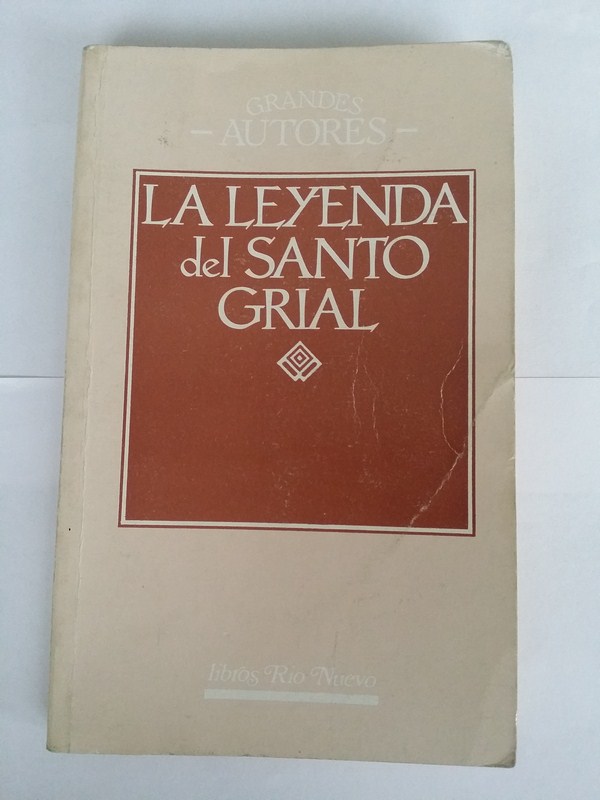 GRANDES
- AUTORES -
LA LEYENDA
del SANTO
GRIAL
libros Río Nuevo